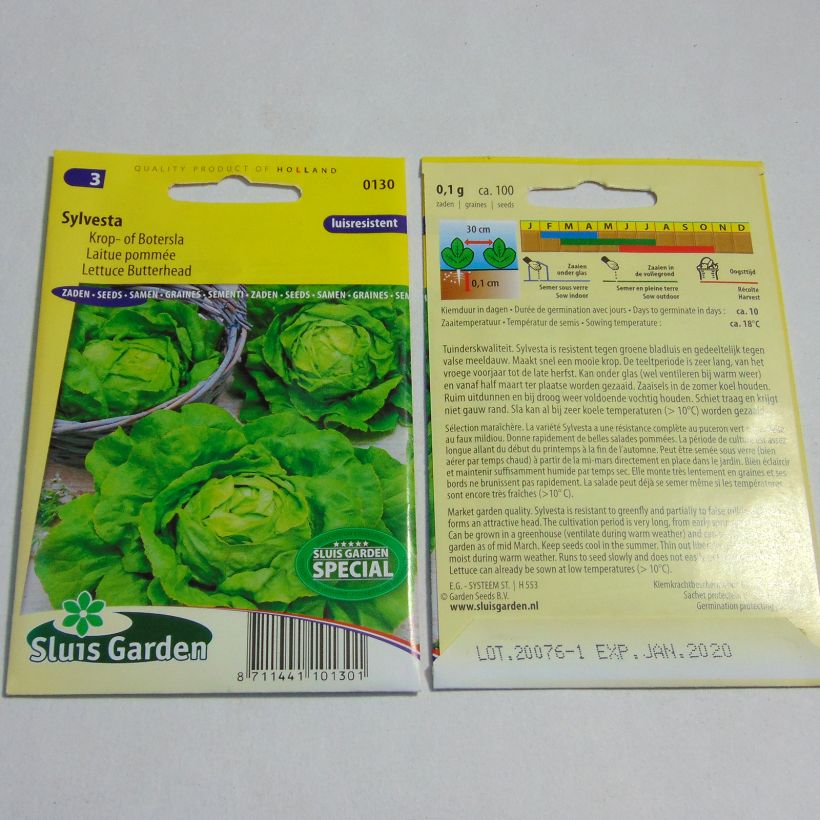 3
QUALITY PRODUCT OF HOLLAND
0130
Sylvesta
luisresistent
Krop- of Botersla
Laitue pommée
Lettuce Butterhead
ZADEN • SEEDS • SAMEN • GRAINES • SEMENTI • ZADEN • SEEDS • SAMEN • GRAINES • SEM
SLUIS GARDEN
SPECIAL
Sluis Garden
8 711441 101301
0,1 g ca. 100
zaden | graines | seeds
30 cm
0,1 cm
J F M A M J J A S O N D
Zaaien
onder glas
Semer sous verre
Sow indoor
Zaaien in
de vollegrond
Semer en pleine terre
Sow outdoor
Oogsttijd
Récolte
Harvest
Kiemduur in dagen • Durée de germination avec jours • Days to germinate in days : ca. 10
Zaaitemperatuur • Températur de semis • Sowing temperature : ca. 18°C
Tuinderskwaliteit. Sylvesta is resistent tegen groene bladluis en gedeeltelijk tegen
valse meeldauw. Maakt snel een mooie krop. De teeltperiode is zeer lang, van het
vroege voorjaar tot de late herfst. Kan onder glas (wel ventileren bij warm weer)
en vanaf half maart ter plaatse worden gezaaid. Zaaisels in de zomer koel houden.
Ruim uitdunnen en bij droog weer voldoende vochtig houden. Schiet traag en krijgt
niet gauw rand. Sla kan al bij zeer koele temperaturen (> 10°C) worden gezaaid.
Sélection maraîchère. La variété Sylvesta a une résistance complète au puceron vert
au faux mildiou. Donne rapidement de belles salades pommées. La période de culture est assez
longue allant du début du printemps à la fin de l'automne. Peut être semée sous verre (bien
aérer par temps chaud) à partir de la mi-mars directement en place dans le jardin. Bien éclaircir
et maintenir suffisamment humide par temps sec. Elle monte très lentement en graines et ses
bords ne brunissent pas rapidement. La salade peut déjà se semer même si les températures
sont encore très fraîches (>10° C).
Market garden quality. Sylvesta is resistant to greenfly and partially to false
forms an attractive head. The cultivation period is very long, from early
Can be grown in a greenhouse (ventilate during warm weather) and
garden as of mid March. Keep seeds cool in the summer. Thin out
moist during warm weather. Runs to seed slowly and does not easily
Lettuce can already be sown at low temperatures (> 10°C).
E.G. - SYSTEEM ST. | H 553
© Garden Seeds B.V.
www.sluisgarden.nl
Sachet protecteur
Germination protecting
LOT.20076-1 EXP.JAN.2020